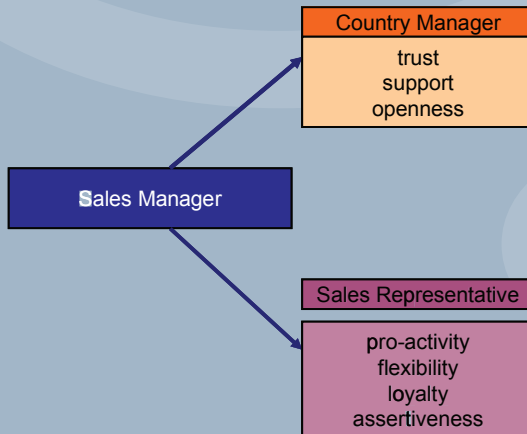 Country Manager
trust
support
openness
Sales Manager
Sales Representative
pro-activity
flexibility
loyalty
assertiveness